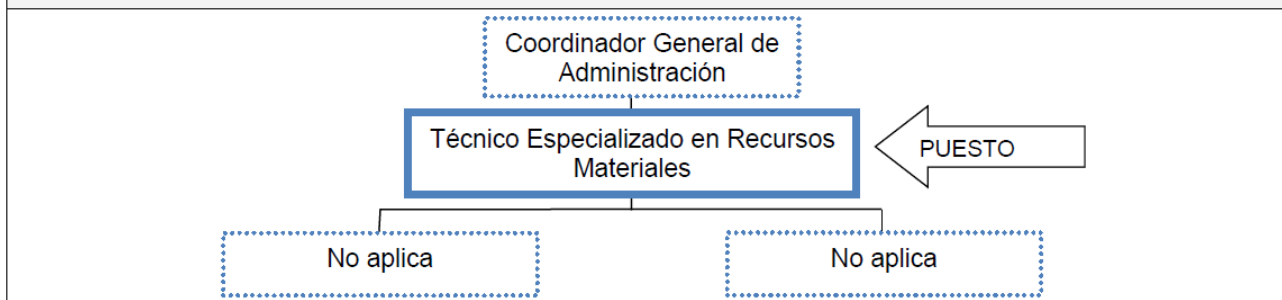 Coordinador General de
Administración
Técnico Especializado en Recursos
Materiales
PUESTO
No aplica
No aplica